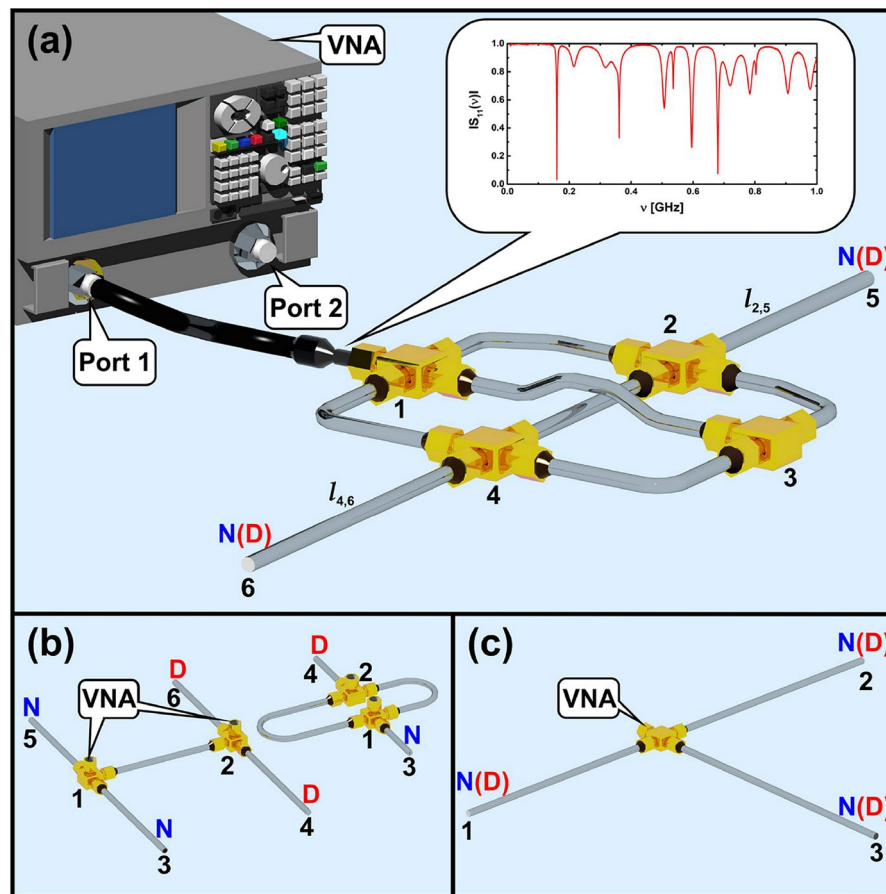 (a)
VNA
Port 1
Port 2
|S₁₁(ν)|
1.0
0.8
0.6
0.4
0.2
0.0
0.0 0.2 0.4 0.6 0.8 1.0
ν [GHz]
N(D)
5
l2,5
2
1
3
4
l4,6
N(D)
6
(b)
VNA
N
5
D
6
1
2
N
3
D
4
D
4
2
1
N
3
(c)
VNA
N(D)
2
N(D)
1
N(D)
3